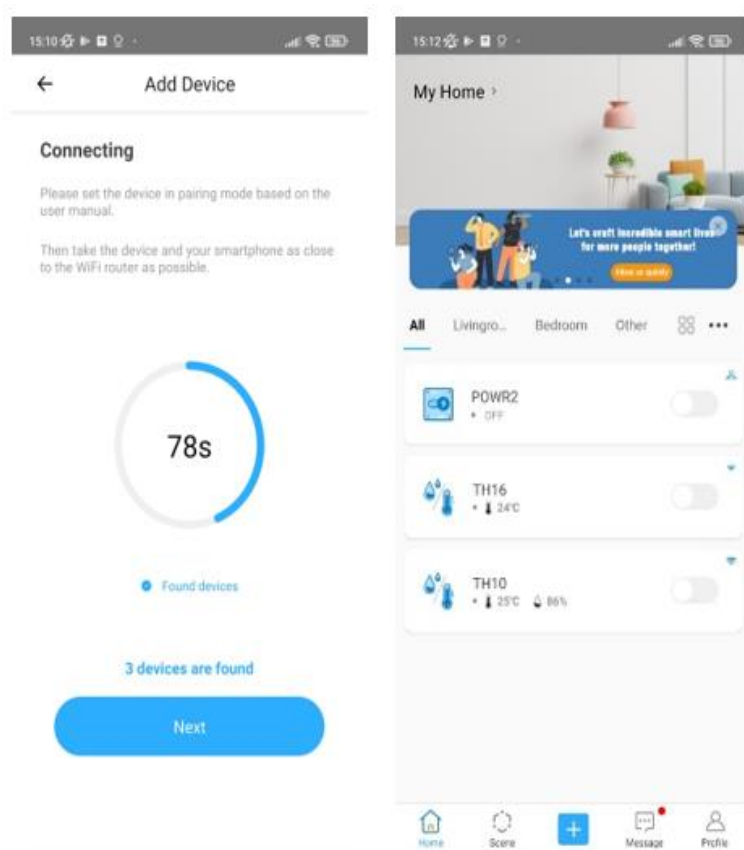 15:10
Add Device
Connecting
Please set the device in pairing mode based on the
user manual.
Then take the device and your smartphone as close
to the WiFi router as possible.
78s
Found devices
3 devices are found
Next
15:12
My Home >
Let's craft incredible smart lives
for more people together!
All Livingro... Bedroom Other
POWR2
OFF
TH16
24°C
TH10
25°C 86%
Home Scene Message Profile